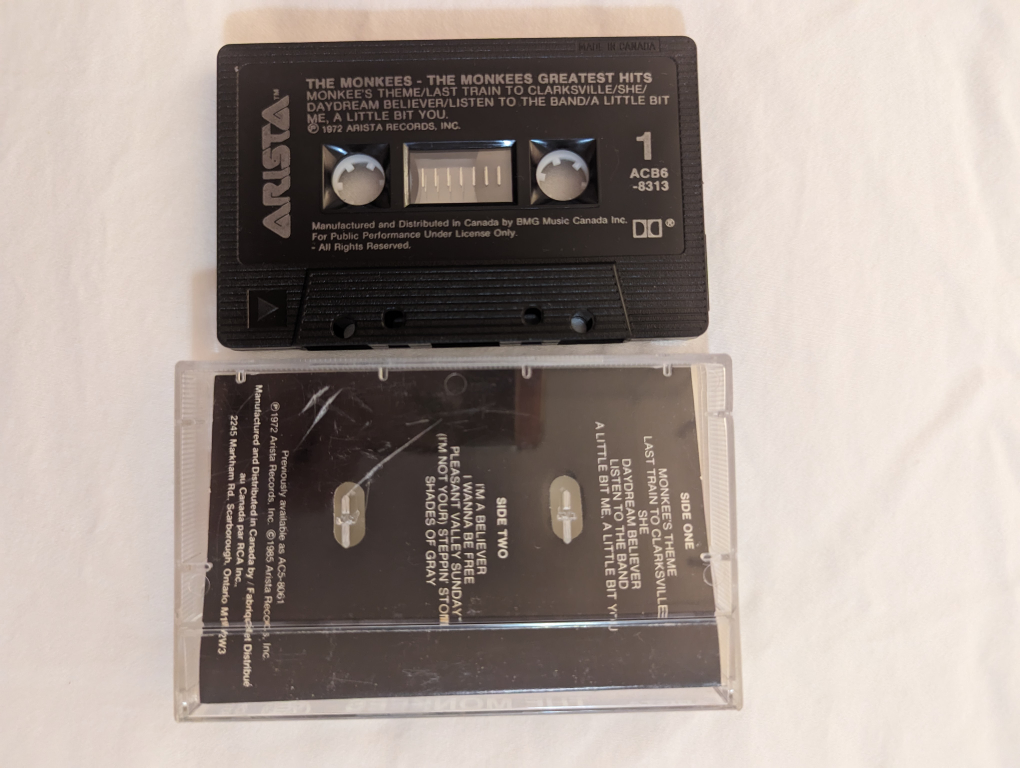 MADE IN CANADA
ARISTA™
THE MONKEES - THE MONKEES GREATEST HITS
MONKEE'S THEME/LAST TRAIN TO CLARKSVILLE/SHE/
DAYDREAM BELIEVER/LISTEN TO THE BAND/A LITTLE BIT
ME, A LITTLE BIT YOU.
℗ 1972 ARISTA RECORDS, INC.
1
ACB6
-8313
Manufactured and Distributed In Canada by BMG Music Canada Inc.
For Public Performance Under License Only.
- All Rights Reserved.
®
SIDE ONE
MONKEE'S THEME
LAST TRAIN TO CLARKSVILLE
SHE
DAYDREAM BELIEVER
LISTEN TO THE BAND
A LITTLE BIT ME, A LITTLE BIT YOU
SIDE TWO
I'M A BELIEVER
I WANNA BE FREE
PLEASANT VALLEY SUNDAY
(I'M NOT YOUR) STEPPIN' STONE
SHADES OF GRAY
Previously available as AC5-8061
℗1972 Arista Records, Inc. ©1985 Arista Records, Inc.
Manufactured and Distributed in Canada by / Fabriqué et Distribué
au Canada par RCA Inc.,
2245 Markham Rd., Scarborough, Ontario